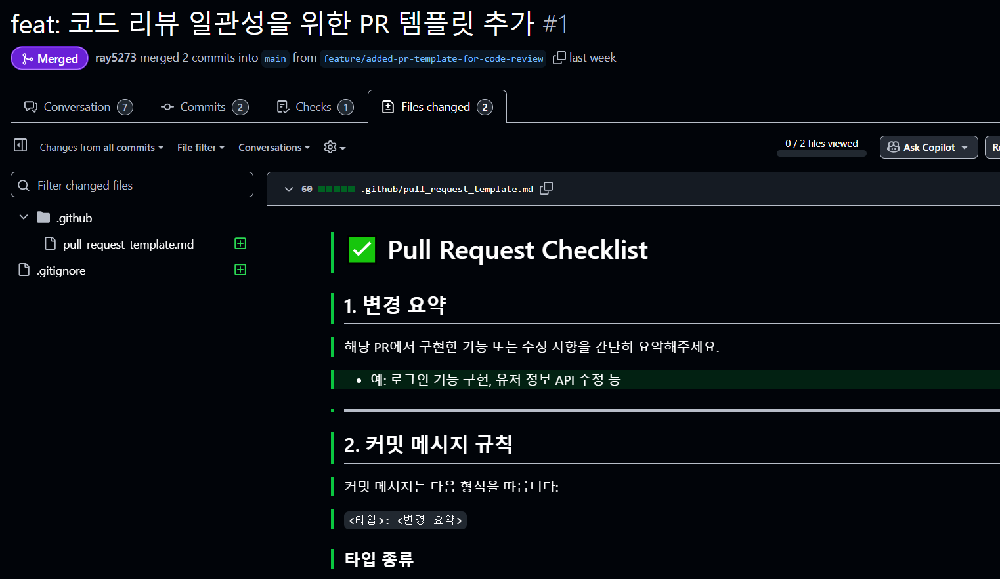 feat: 코드 리뷰 일관성을 위한 PR 템플릿 추가 #1
Merged ray5273 merged 2 commits into main from feature/added-pr-template-for-code-review last week
Conversation 7 Commits 2 Checks 1 Files changed 2
Changes from all commits File filter Conversations
0 / 2 files viewed
Ask Copilot
Filter changed files
.github
pull_request_template.md
.gitignore
60 .github/pull_request_template.md
✅ Pull Request Checklist
1. 변경 요약
해당 PR에서 구현한 기능 또는 수정 사항을 간단히 요약해주세요.
• 예: 로그인 기능 구현, 유저 정보 API 수정 등
2. 커밋 메시지 규칙
커밋 메시지는 다음 형식을 따릅니다:
<타입>: <변경 요약>
타입 종류